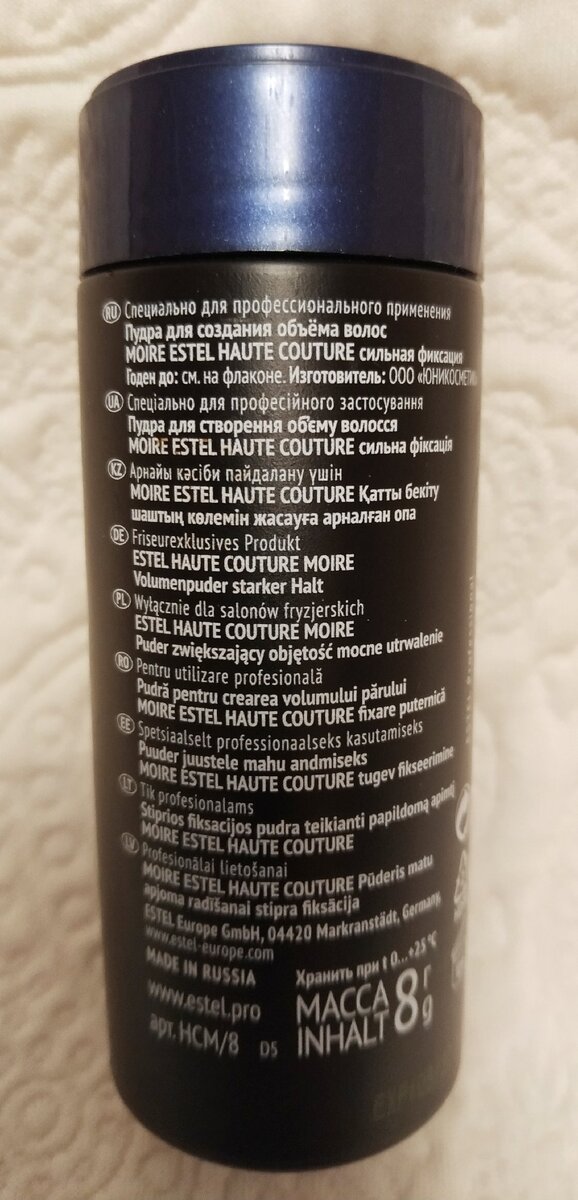 RU Специально для профессионального применения
Пудра для создания объёма волос
MOIRE ESTEL HAUTE COUTURE сильная фиксация
Годен до: см. на флаконе. Изготовитель: ООО «ЮНИКОСМЕТИК
UA Спеціально для професійного застосування
Пудра для створення об'єму волосся
MOIRE ESTEL HAUTE COUTURE сильна фіксація
KZ Арнайы кәсіби пайдалану үшін
MOIRE ESTEL HAUTE COUTURE Қатты бекіту
шаштың көлемін жасауға арналған опа
DE Friseurexklusives Produkt
ESTEL HAUTE COUTURE MOIRE
Volumenpuder starker Halt
PL Wyłącznie dla salonów fryzjerskich
ESTEL HAUTE COUTURE MOIRE
Puder zwiększający objętość mocne utrwalenie
RO Pentru utilizare profesională
Pudră pentru crearea volumului părului
MOIRE ESTEL HAUTE COUTURE fixare puternică
EE Spetsiaalselt professionaalseks kasutamiseks
Puuder juustele mahu andmiseks
MOIRE ESTEL HAUTE COUTURE tugev fikseerimine
LT Tik profesionalams
Stiprios fiksacijos pudra teikianti papildomą apimtį
MOIRE ESTEL HAUTE COUTURE
LV Profesionālai lietošanai
MOIRE ESTEL HAUTE COUTURE Pūderis matu
apjoma radīšanai stipra fiksācija
ESTEL Europe GmbH, 04420 Markranstädt, Germany,
www.estel-europe.com
MADE IN RUSSIA
www.estel.pro
арт. HCM/8 D5
Хранить при t 0...+25 °C
МАССА 8 г
INHALT g